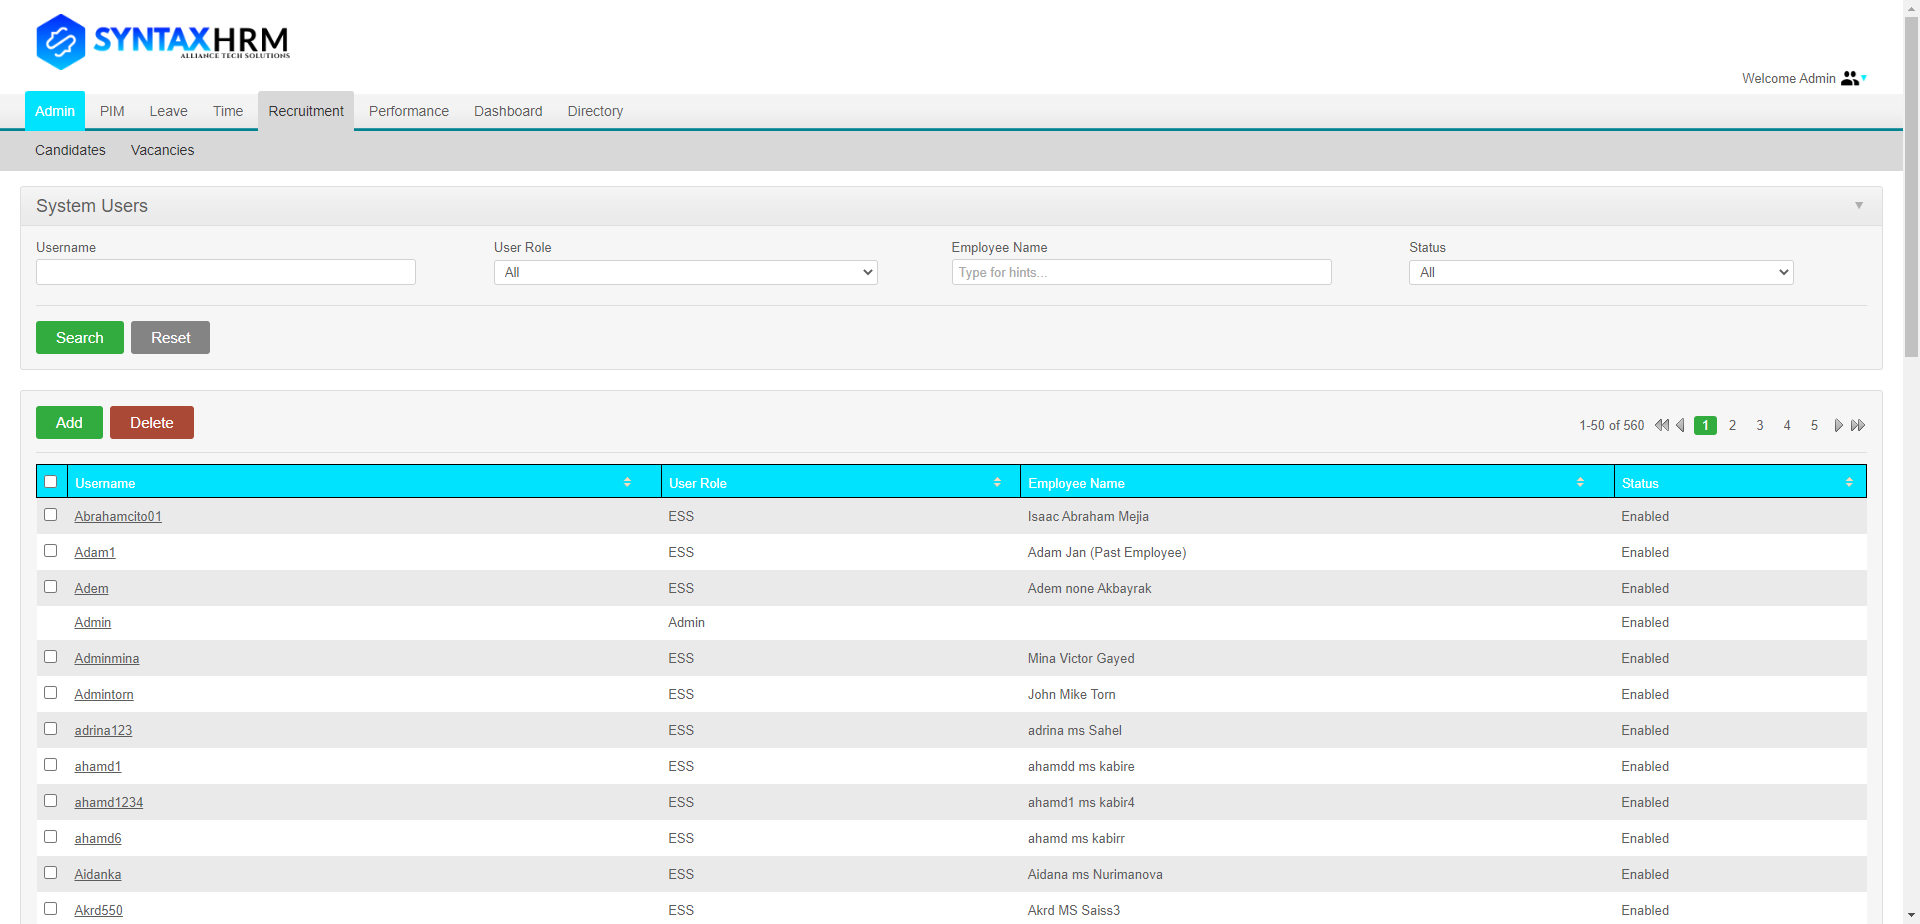 SYNTAXHRM
ALLIANCE TECH SOLUTIONS
Welcome Admin
Admin PIM Leave Time Recruitment Performance Dashboard Directory
Candidates Vacancies
System Users
Username User Role Employee Name Status
All Type for hints... All
Search Reset
Add Delete 1-50 of 560 1 2 3 4 5
Username User Role Employee Name Status
Abrahamcito01 ESS Isaac Abraham Mejia Enabled
Adam1 ESS Adam Jan (Past Employee) Enabled
Adem ESS Adem none Akbayrak Enabled
Admin Admin Enabled
Adminmina ESS Mina Victor Gayed Enabled
Admintorn ESS John Mike Torn Enabled
adrina123 ESS adrina ms Sahel Enabled
ahamd1 ESS ahamdd ms kabire Enabled
ahamd1234 ESS ahamd1 ms kabir4 Enabled
ahamd6 ESS ahamd ms kabirr Enabled
Aidanka ESS Aidana ms Nurimanova Enabled
Akrd550 ESS Akrd MS Saiss3 Enabled